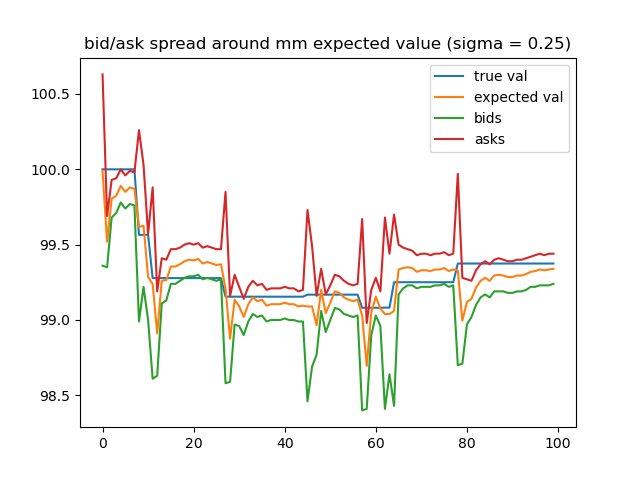 bid/ask spread around mm expected value (sigma = 0.25)
true val
expected val
bids
asks
100.5
100.0
99.5
99.0
98.5
0 20 40 60 80 100